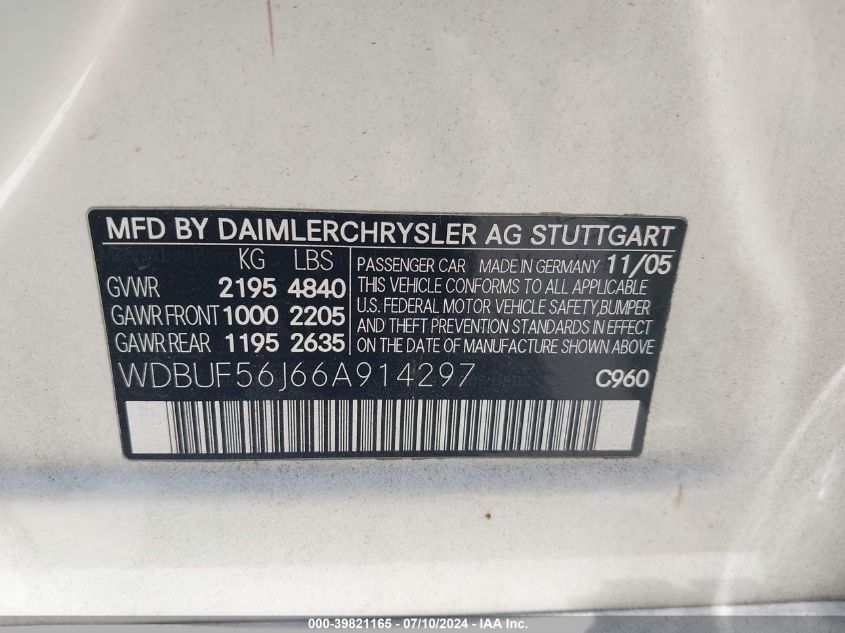 MFD BY DAIMLERCHRYSLER AG STUTTGART
KG LBS
GVWR 2195 4840
GAWR FRONT 1000 2205
GAWR REAR 1195 2635
PASSENGER CAR MADE IN GERMANY 11/05
THIS VEHICLE CONFORMS TO ALL APPLICABLE
U.S. FEDERAL MOTOR VEHICLE SAFETY,BUMPER
AND THEFT PREVENTION STANDARDS IN EFFECT
ON THE DATE OF MANUFACTURE SHOWN ABOVE
WDBUF56J66A914297 C960
000-39821165 / 07/10/2024 - IAA Inc.